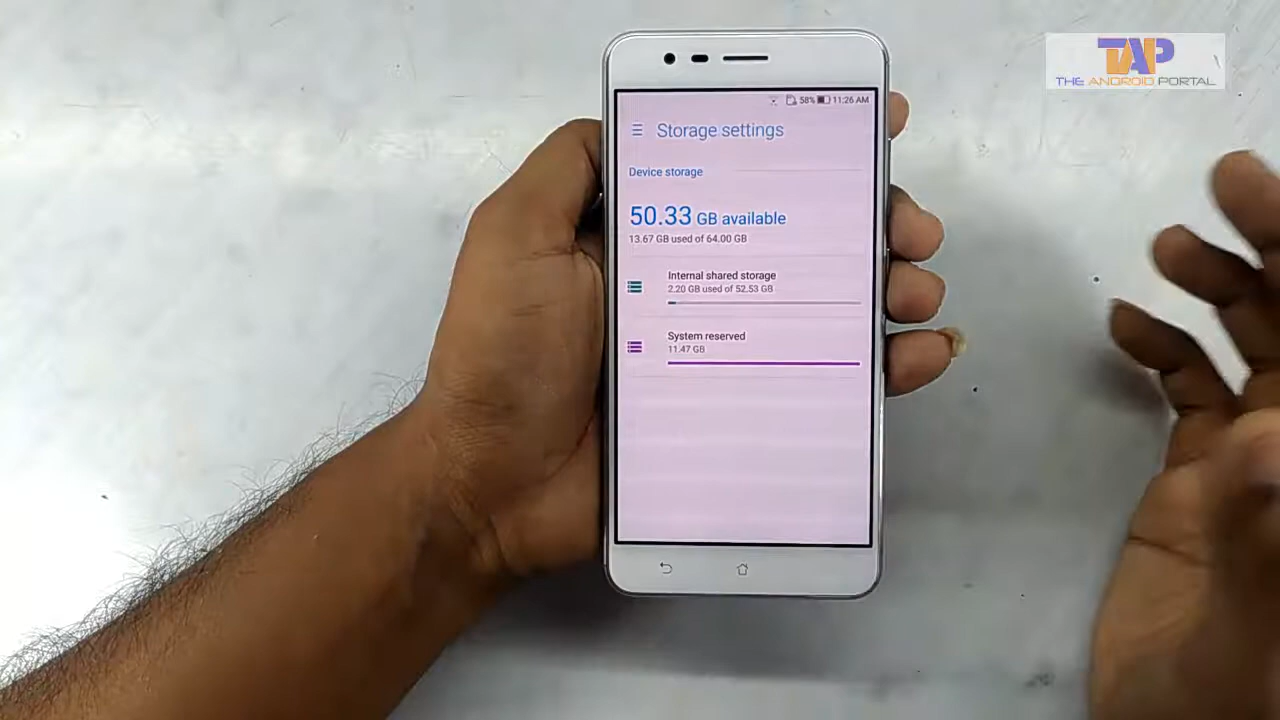 TAP
THE ANDROID PORTAL
58% 11:26 AM
Storage settings
Device storage
50.33 GB available
13.67 GB used of 64.00 GB
Internal shared storage
2.20 GB used of 52.53 GB
System reserved
11.47 GB